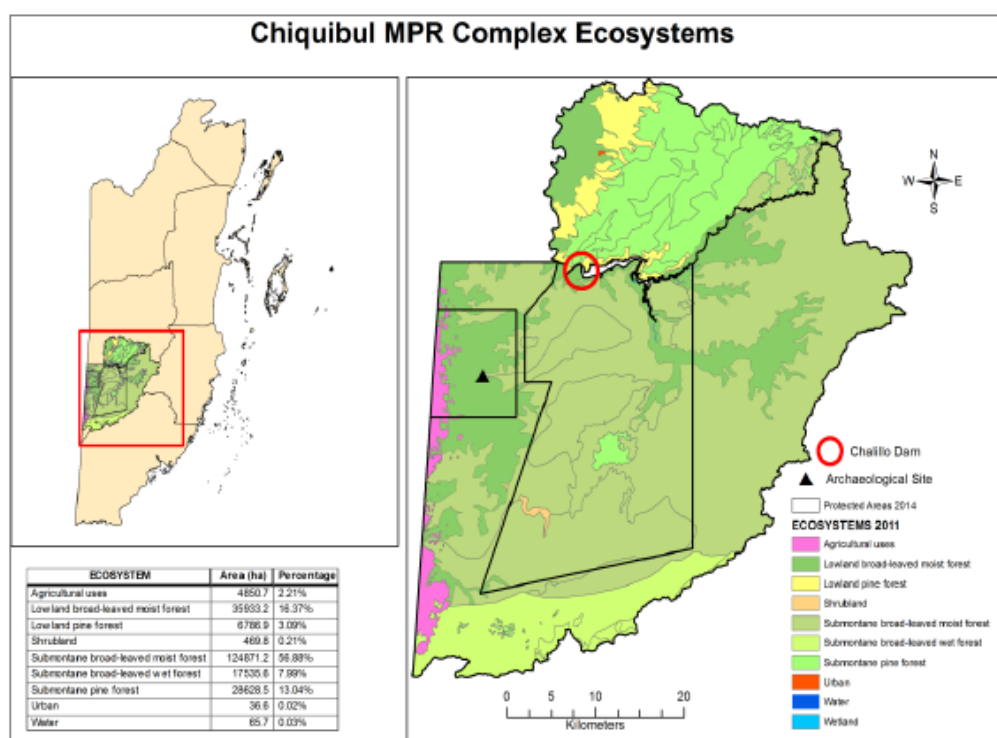 Chiquibul MPR Complex Ecosystems
N
W E
S
Chalillo Dam
Archaeological Site
Protected Areas 2014
ECOSYSTEMS 2011
Agricultural uses
Lowland broad-leaved moist forest
Lowland pine forest
Shrubland
Submontane broad-leaved moist forest
Submontane broad-leaved wet forest
Submontane pine forest
Urban
Water
Wetland
0 5 10 20
Kilometers
ECOSYSTEM Area (ha) Percentage
Agricultural uses 4850.7 2.21%
Lowland broad-leaved moist forest 35933.2 16.37%
Lowland pine forest 6786.9 3.09%
Shrubland 469.8 0.21%
Submontane broad-leaved moist forest 124871.2 56.88%
Submontane broad-leaved wet forest 17535.6 7.99%
Submontane pine forest 28628.5 13.04%
Urban 36.6 0.02%
Water 65.7 0.03%